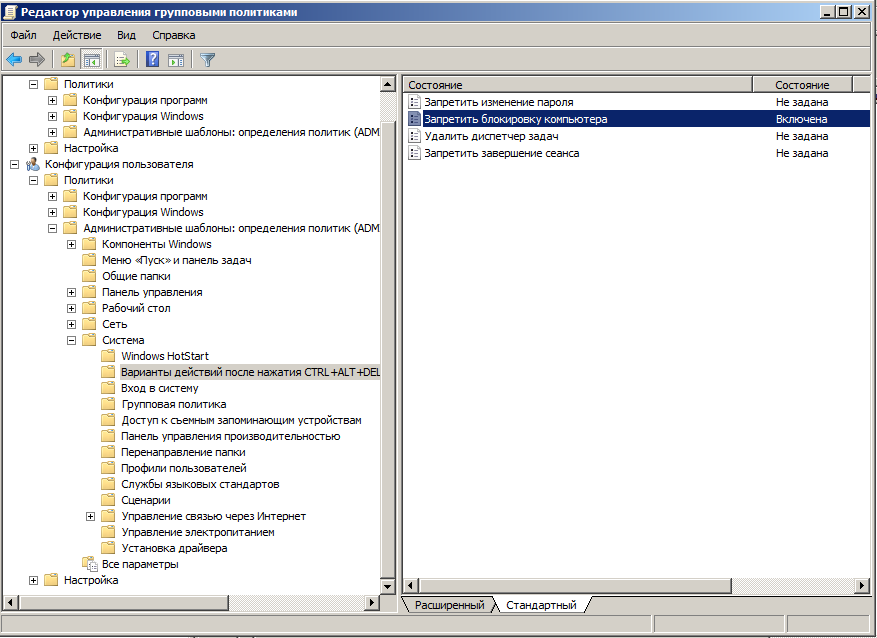 Редактор управления групповыми политиками
Файл Действие Вид Справка
Политики
Конфигурация программ
Конфигурация Windows
Административные шаблоны: определения политик (ADM
Настройка
Конфигурация пользователя
Политики
Конфигурация программ
Конфигурация Windows
Административные шаблоны: определения политик (ADM
Компоненты Windows
Меню «Пуск» и панель задач
Общие папки
Панель управления
Рабочий стол
Сеть
Система
Windows HotStart
Варианты действий после нажатия CTRL+ALT+DEL
Вход в систему
Групповая политика
Доступ к съемным запоминающим устройствам
Панель управления производительностью
Перенаправление папки
Профили пользователей
Службы языковых стандартов
Сценарии
Управление связью через Интернет
Управление электропитанием
Установка драйвера
Все параметры
Настройка
Состояние Состояние
Запретить изменение пароля Не задана
Запретить блокировку компьютера Включена
Удалить диспетчер задач Не задана
Запретить завершение сеанса Не задана
Расширенный Стандартный